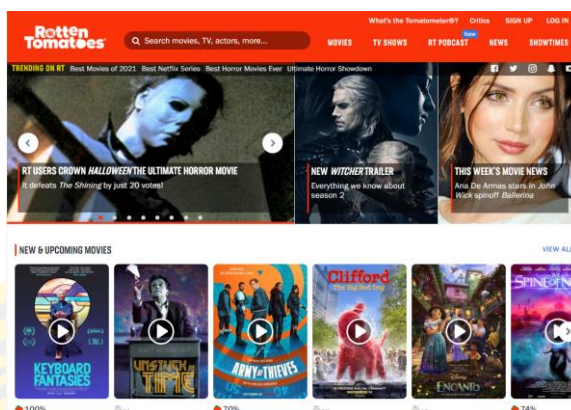 What's the Tomatometer®? Critics SIGN UP LOG IN
Rotten
Tomatoes
Search movies, TV, actors, more...
New
MOVIES TV SHOWS RT PODCAST NEWS SHOWTIMES
TRENDING ON RT Best Movies of 2021 Best Netflix Series Best Horror Movies Ever Ultimate Horror Showdown
RT USERS CROWN HALLOWEEN THE ULTIMATE HORROR MOVIE
It defeats The Shining by just 20 votes!
NEW WITCHER TRAILER
Everything we know about
season 2
THIS WEEK'S MOVIE NEWS
Ana De Armas stars in John
Wick spinoff Ballerina
NEW & UPCOMING MOVIES
VIEW ALL
KEYBOARD
FANTASIES
UNSTUCK IN
TIME
ARMY OF THIEVES
Clifford
The Big Red Dog
Disney
ENCANTO
SPINE OF N
100%
70%
74%